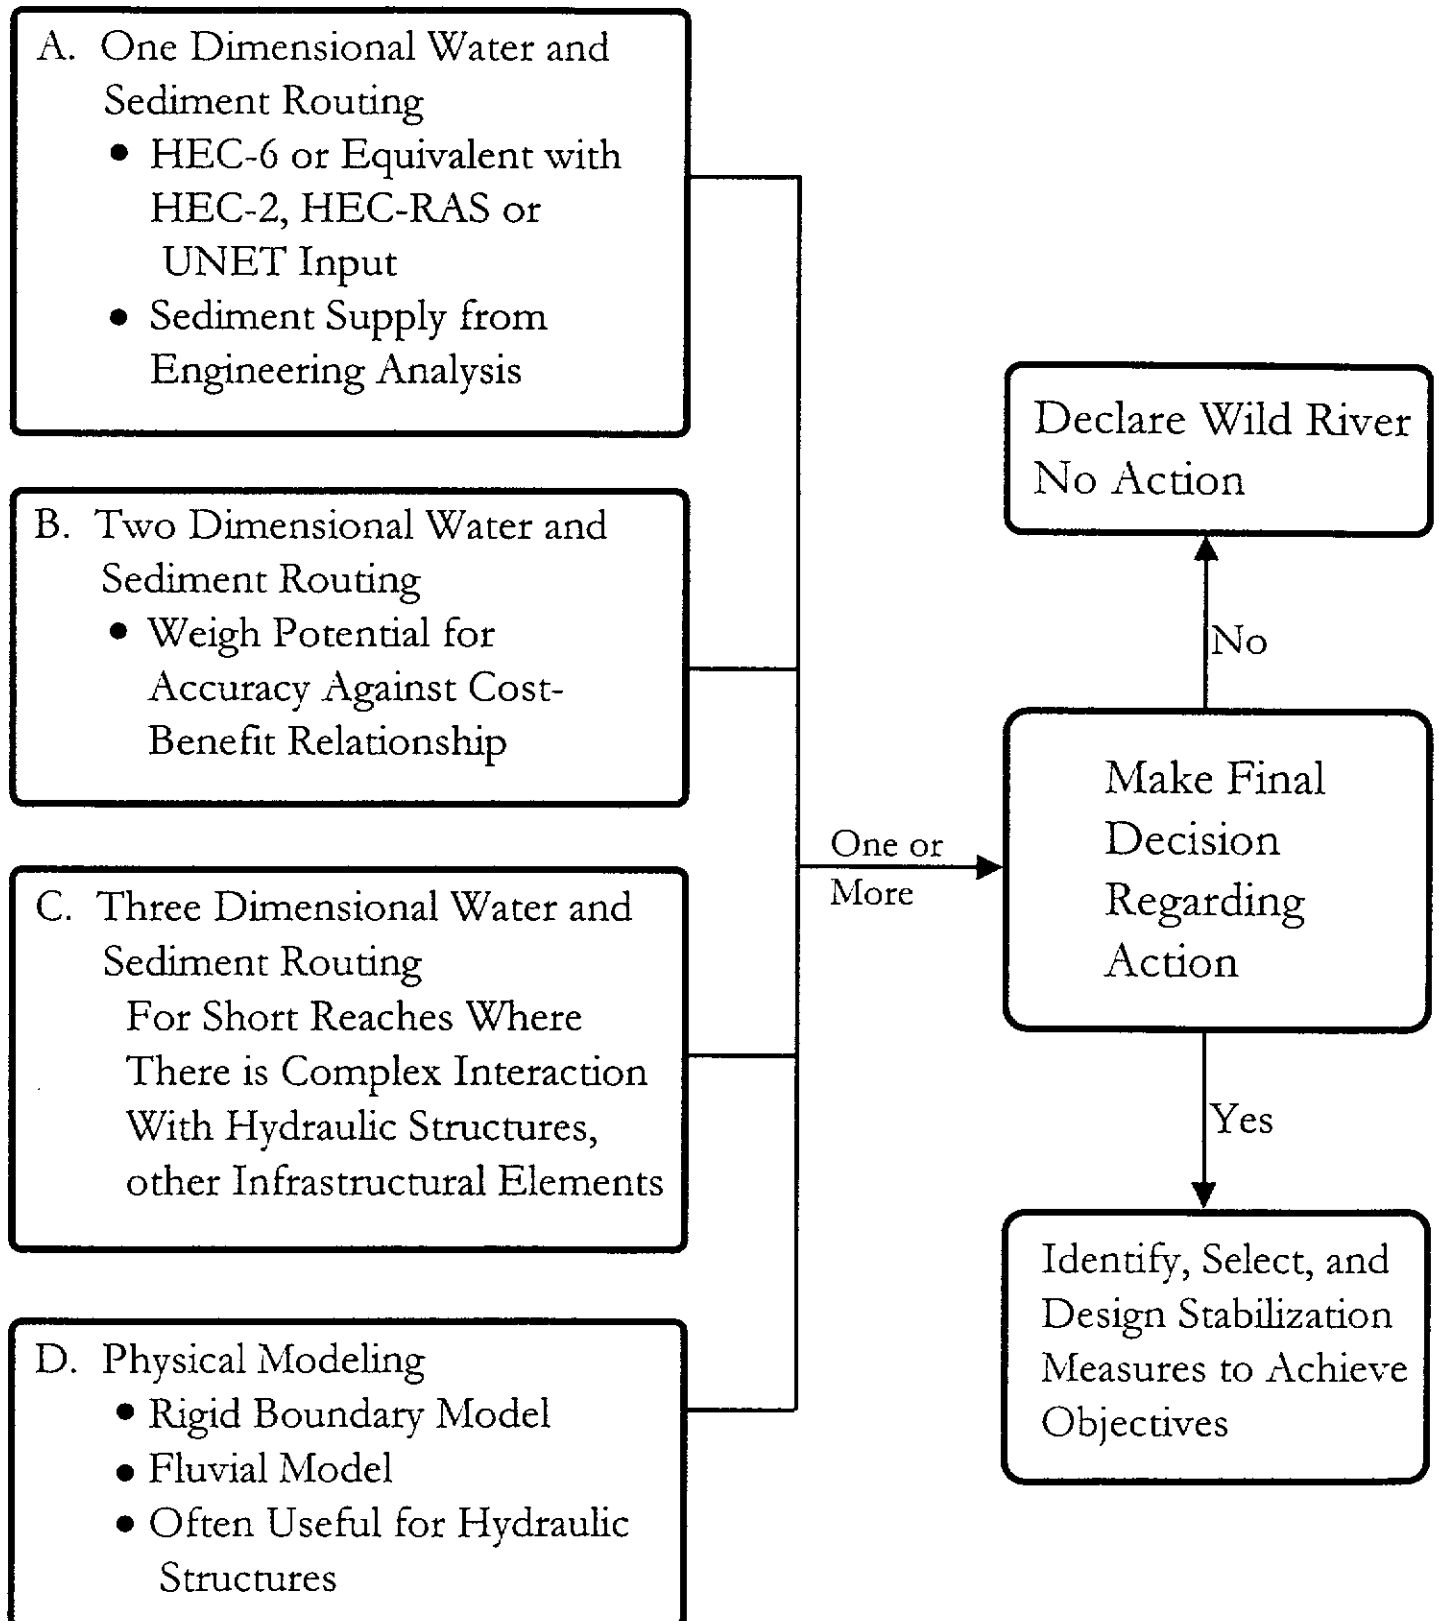 A. One Dimensional Water and
Sediment Routing
• HEC-6 or Equivalent with
HEC-2, HEC-RAS or
UNET Input
• Sediment Supply from
Engineering Analysis
B. Two Dimensional Water and
Sediment Routing
• Weigh Potential for
Accuracy Against Cost-
Benefit Relationship
C. Three Dimensional Water and
Sediment Routing
For Short Reaches Where
There is Complex Interaction
With Hydraulic Structures,
other Infrastructural Elements
D. Physical Modeling
• Rigid Boundary Model
• Fluvial Model
• Often Useful for Hydraulic
Structures
One or
More
Declare Wild River
No Action
No
Make Final
Decision
Regarding
Action
Yes
Identify, Select, and
Design Stabilization
Measures to Achieve
Objectives